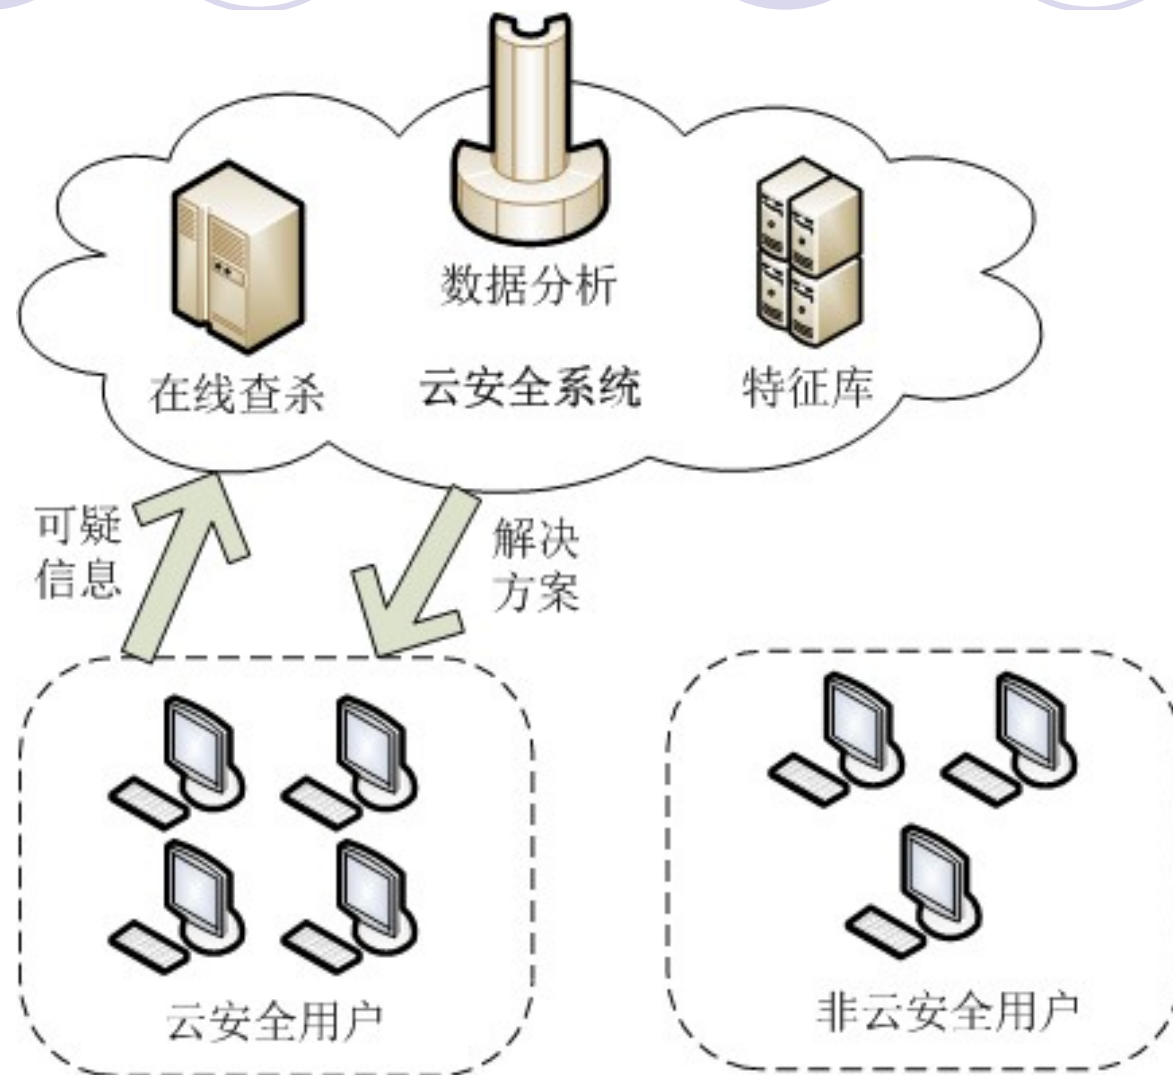 数据分析
在线查杀
云安全系统
特征库
可疑
信息
解决
方案
云安全用户
非云安全用户